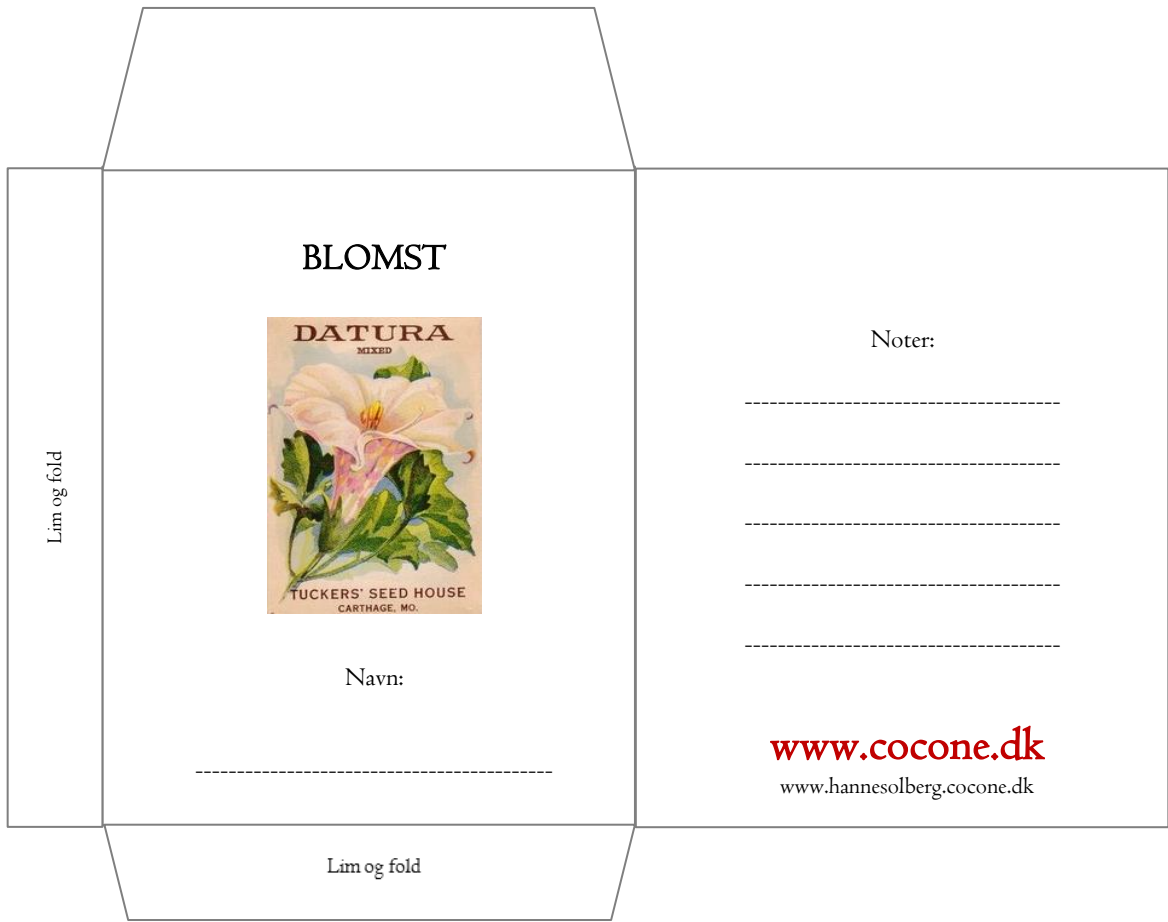 BLOMST
DATURA
MIXED
TUCKERS' SEED HOUSE
CARTHAGE, MO.
Navn:
-------------------------------------------
Lim og fold
Lim og fold
Noter:
--------------------------------------
--------------------------------------
--------------------------------------
--------------------------------------
--------------------------------------
www.cocone.dk
www.hannesolberg.cocone.dk